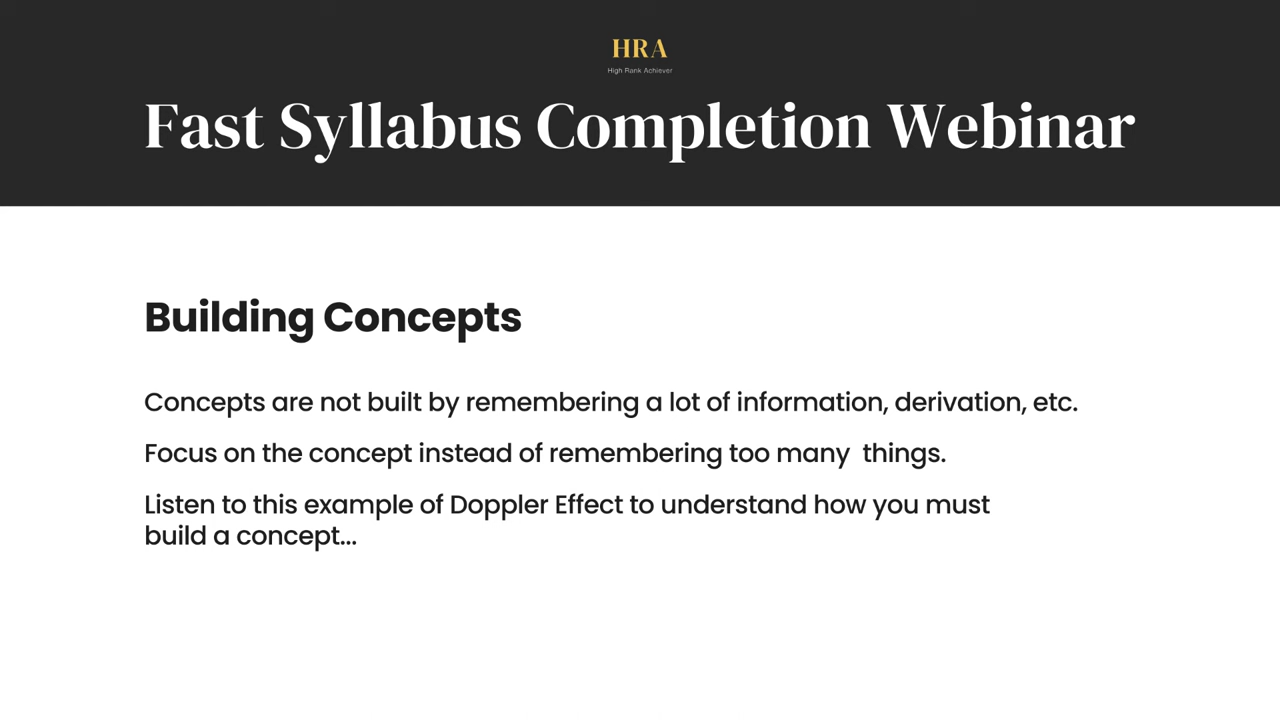 HRA
High Rank Achiever
Fast Syllabus Completion Webinar
Building Concepts
Concepts are not built by remembering a lot of information, derivation, etc.
Focus on the concept instead of remembering too many  things.
Listen to this example of Doppler Effect to understand how you must
build a concept...